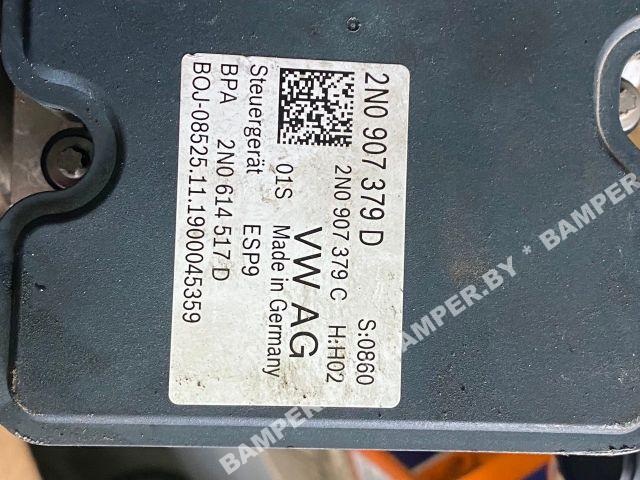 2N0 907 379 D
2N0 907 379 C
S:0860
H:H02
01S
VW AG
Steuergerät
ESP9
Made in Germany
BPA 2N0 614 517 D
BOJ-08525.11.1900045359
BAMPER.BY * BAMPER.BY * BAMPER.BY